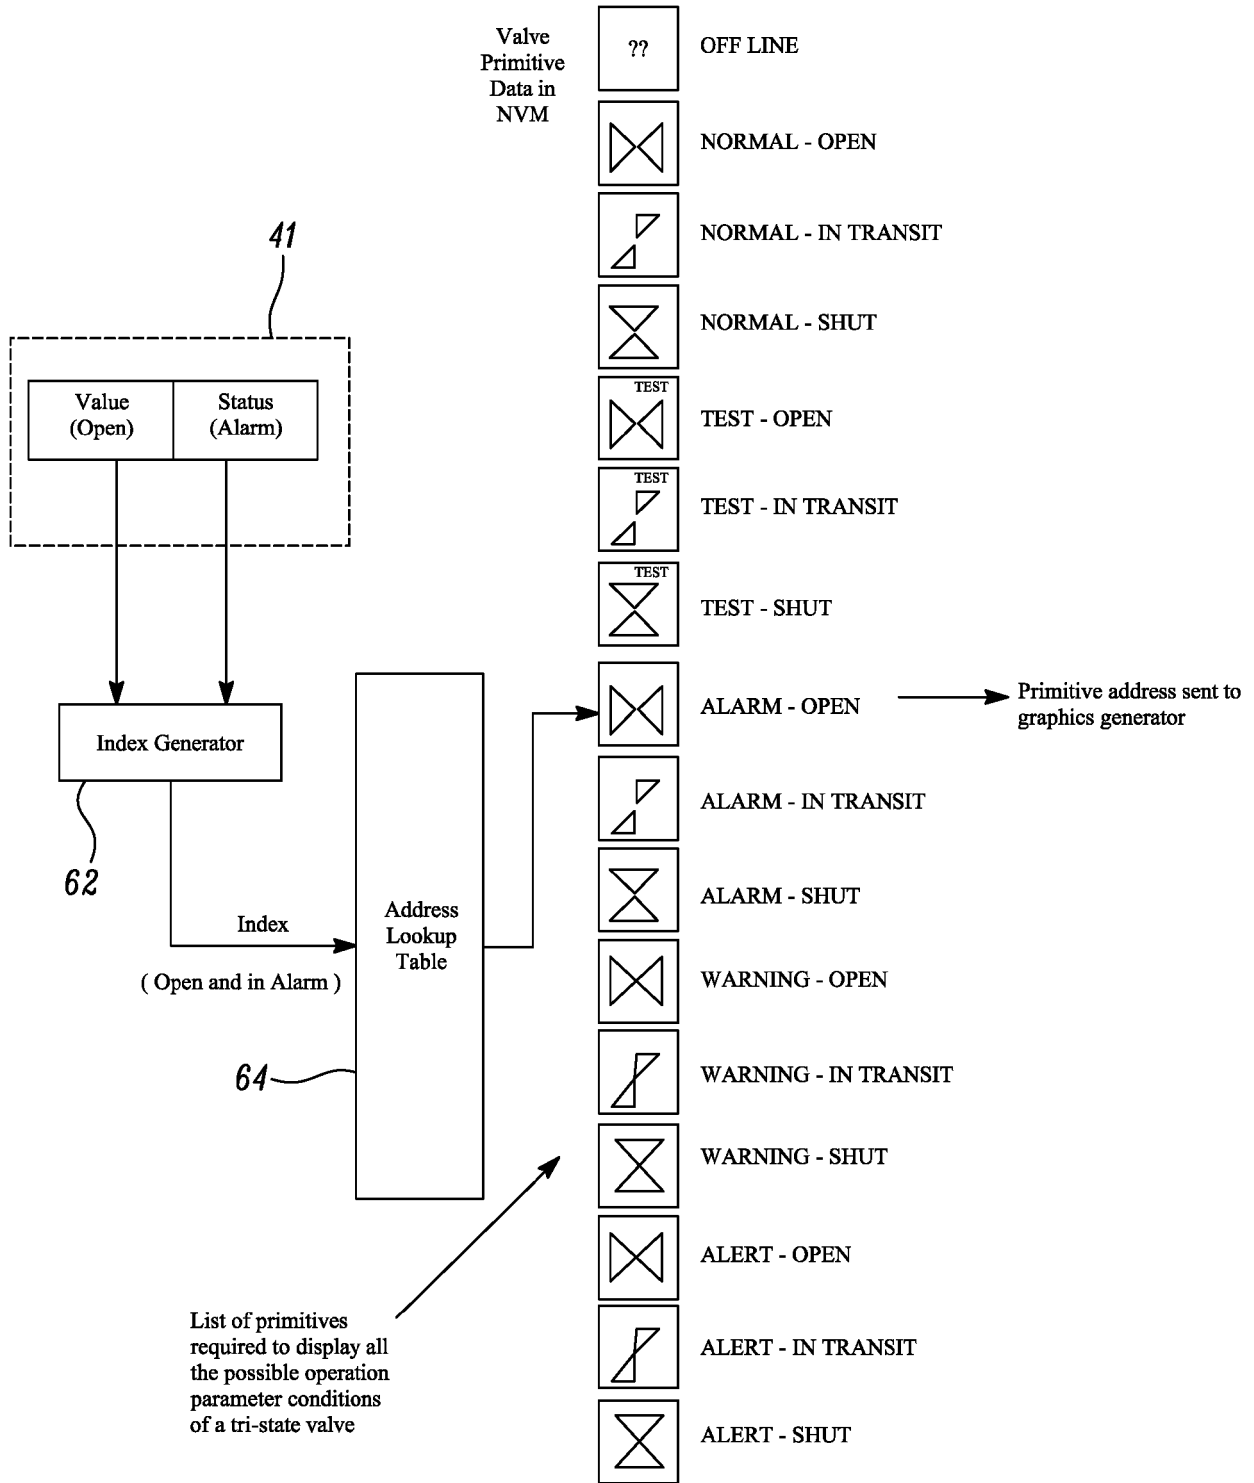 Valve
Primitive
Data in
NVM
??
OFF LINE
NORMAL - OPEN
NORMAL - IN TRANSIT
NORMAL - SHUT
TEST
TEST - OPEN
TEST
TEST - IN TRANSIT
TEST
TEST - SHUT
ALARM - OPEN
Primitive address sent to
graphics generator
ALARM - IN TRANSIT
ALARM - SHUT
WARNING - OPEN
WARNING - IN TRANSIT
WARNING - SHUT
ALERT - OPEN
ALERT - IN TRANSIT
ALERT - SHUT
41
Value
(Open)
Status
(Alarm)
Index Generator
62
Index
( Open and in Alarm )
Address
Lookup
Table
64
List of primitives
required to display all
the possible operation
parameter conditions
of a tri-state valve